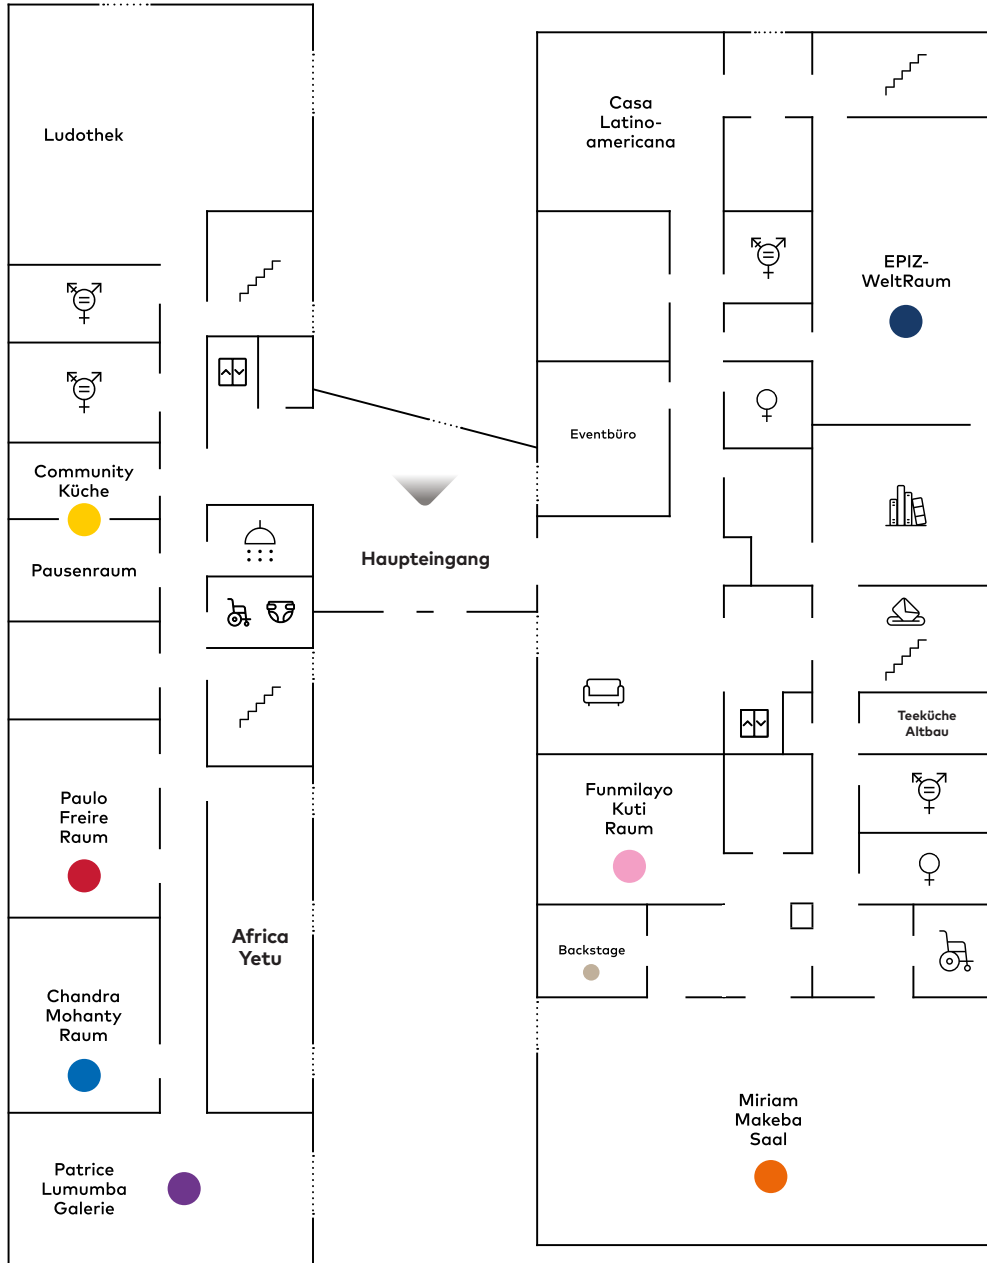 Ludothek
Community
Küche
Pausenraum
Paulo
Freire
Raum
Chandra
Mohanty
Raum
Patrice
Lumumba
Galerie
Africa
Yetu
Haupteingang
Casa
Latino-
americana
EPIZ-
WeltRaum
Eventbüro
Teeküche
Altbau
Funmilayo
Kuti
Raum
Backstage
Miriam
Makeba
Saal